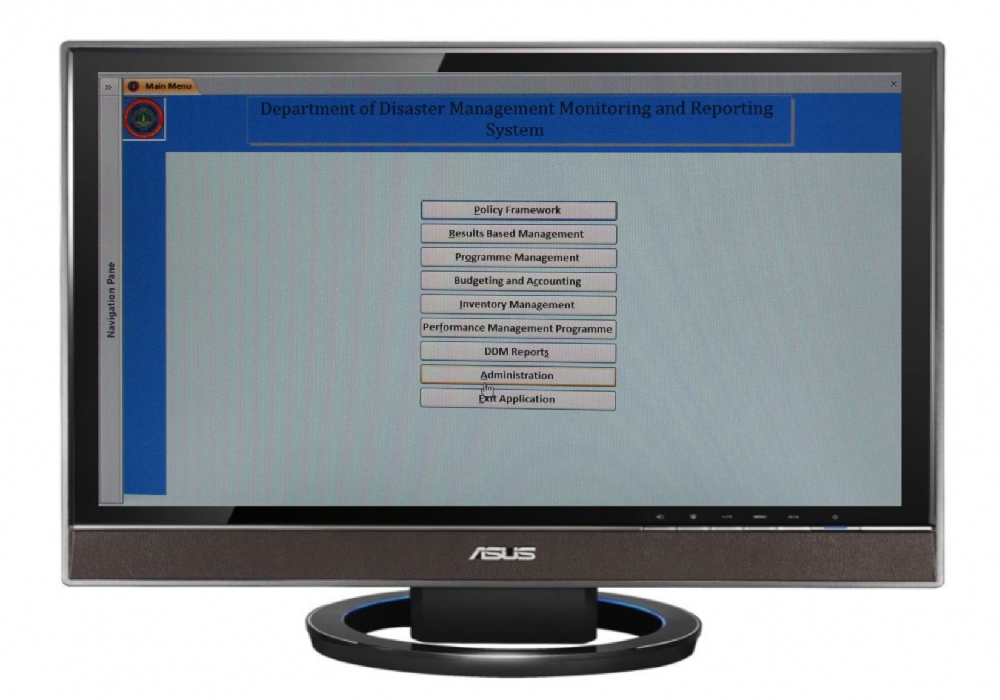 »
Main Menu
×
Department of Disaster Management Monitoring and Reporting
System
Navigation Pane
Policy Framework
Results Based Management
Programme Management
Budgeting and Accounting
Inventory Management
Performance Management Programme
DDM Reports
Administration
Exit Application
MENU
ASUS